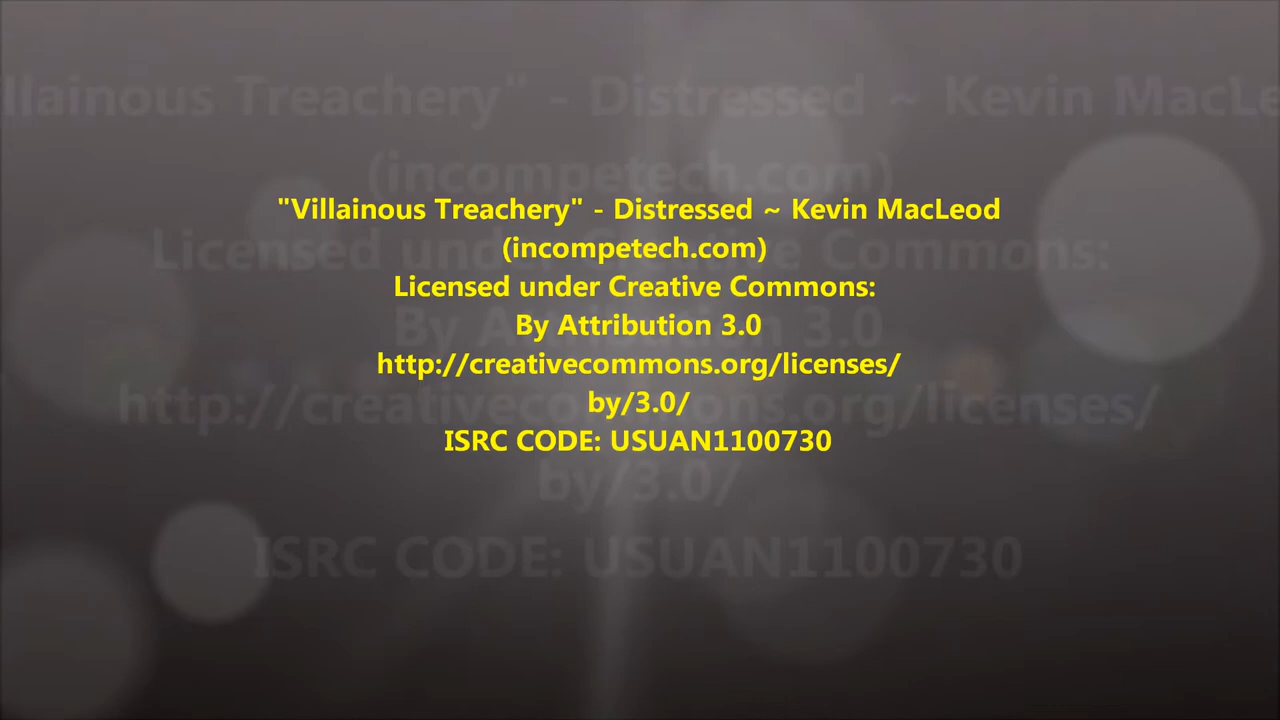 "Villainous Treachery" - Distressed ~ Kevin MacLeod
(incompetech.com)
Licensed under Creative Commons:
By Attribution 3.0
http://creativecommons.org/licenses/
by/3.0/
ISRC CODE: USUAN1100730